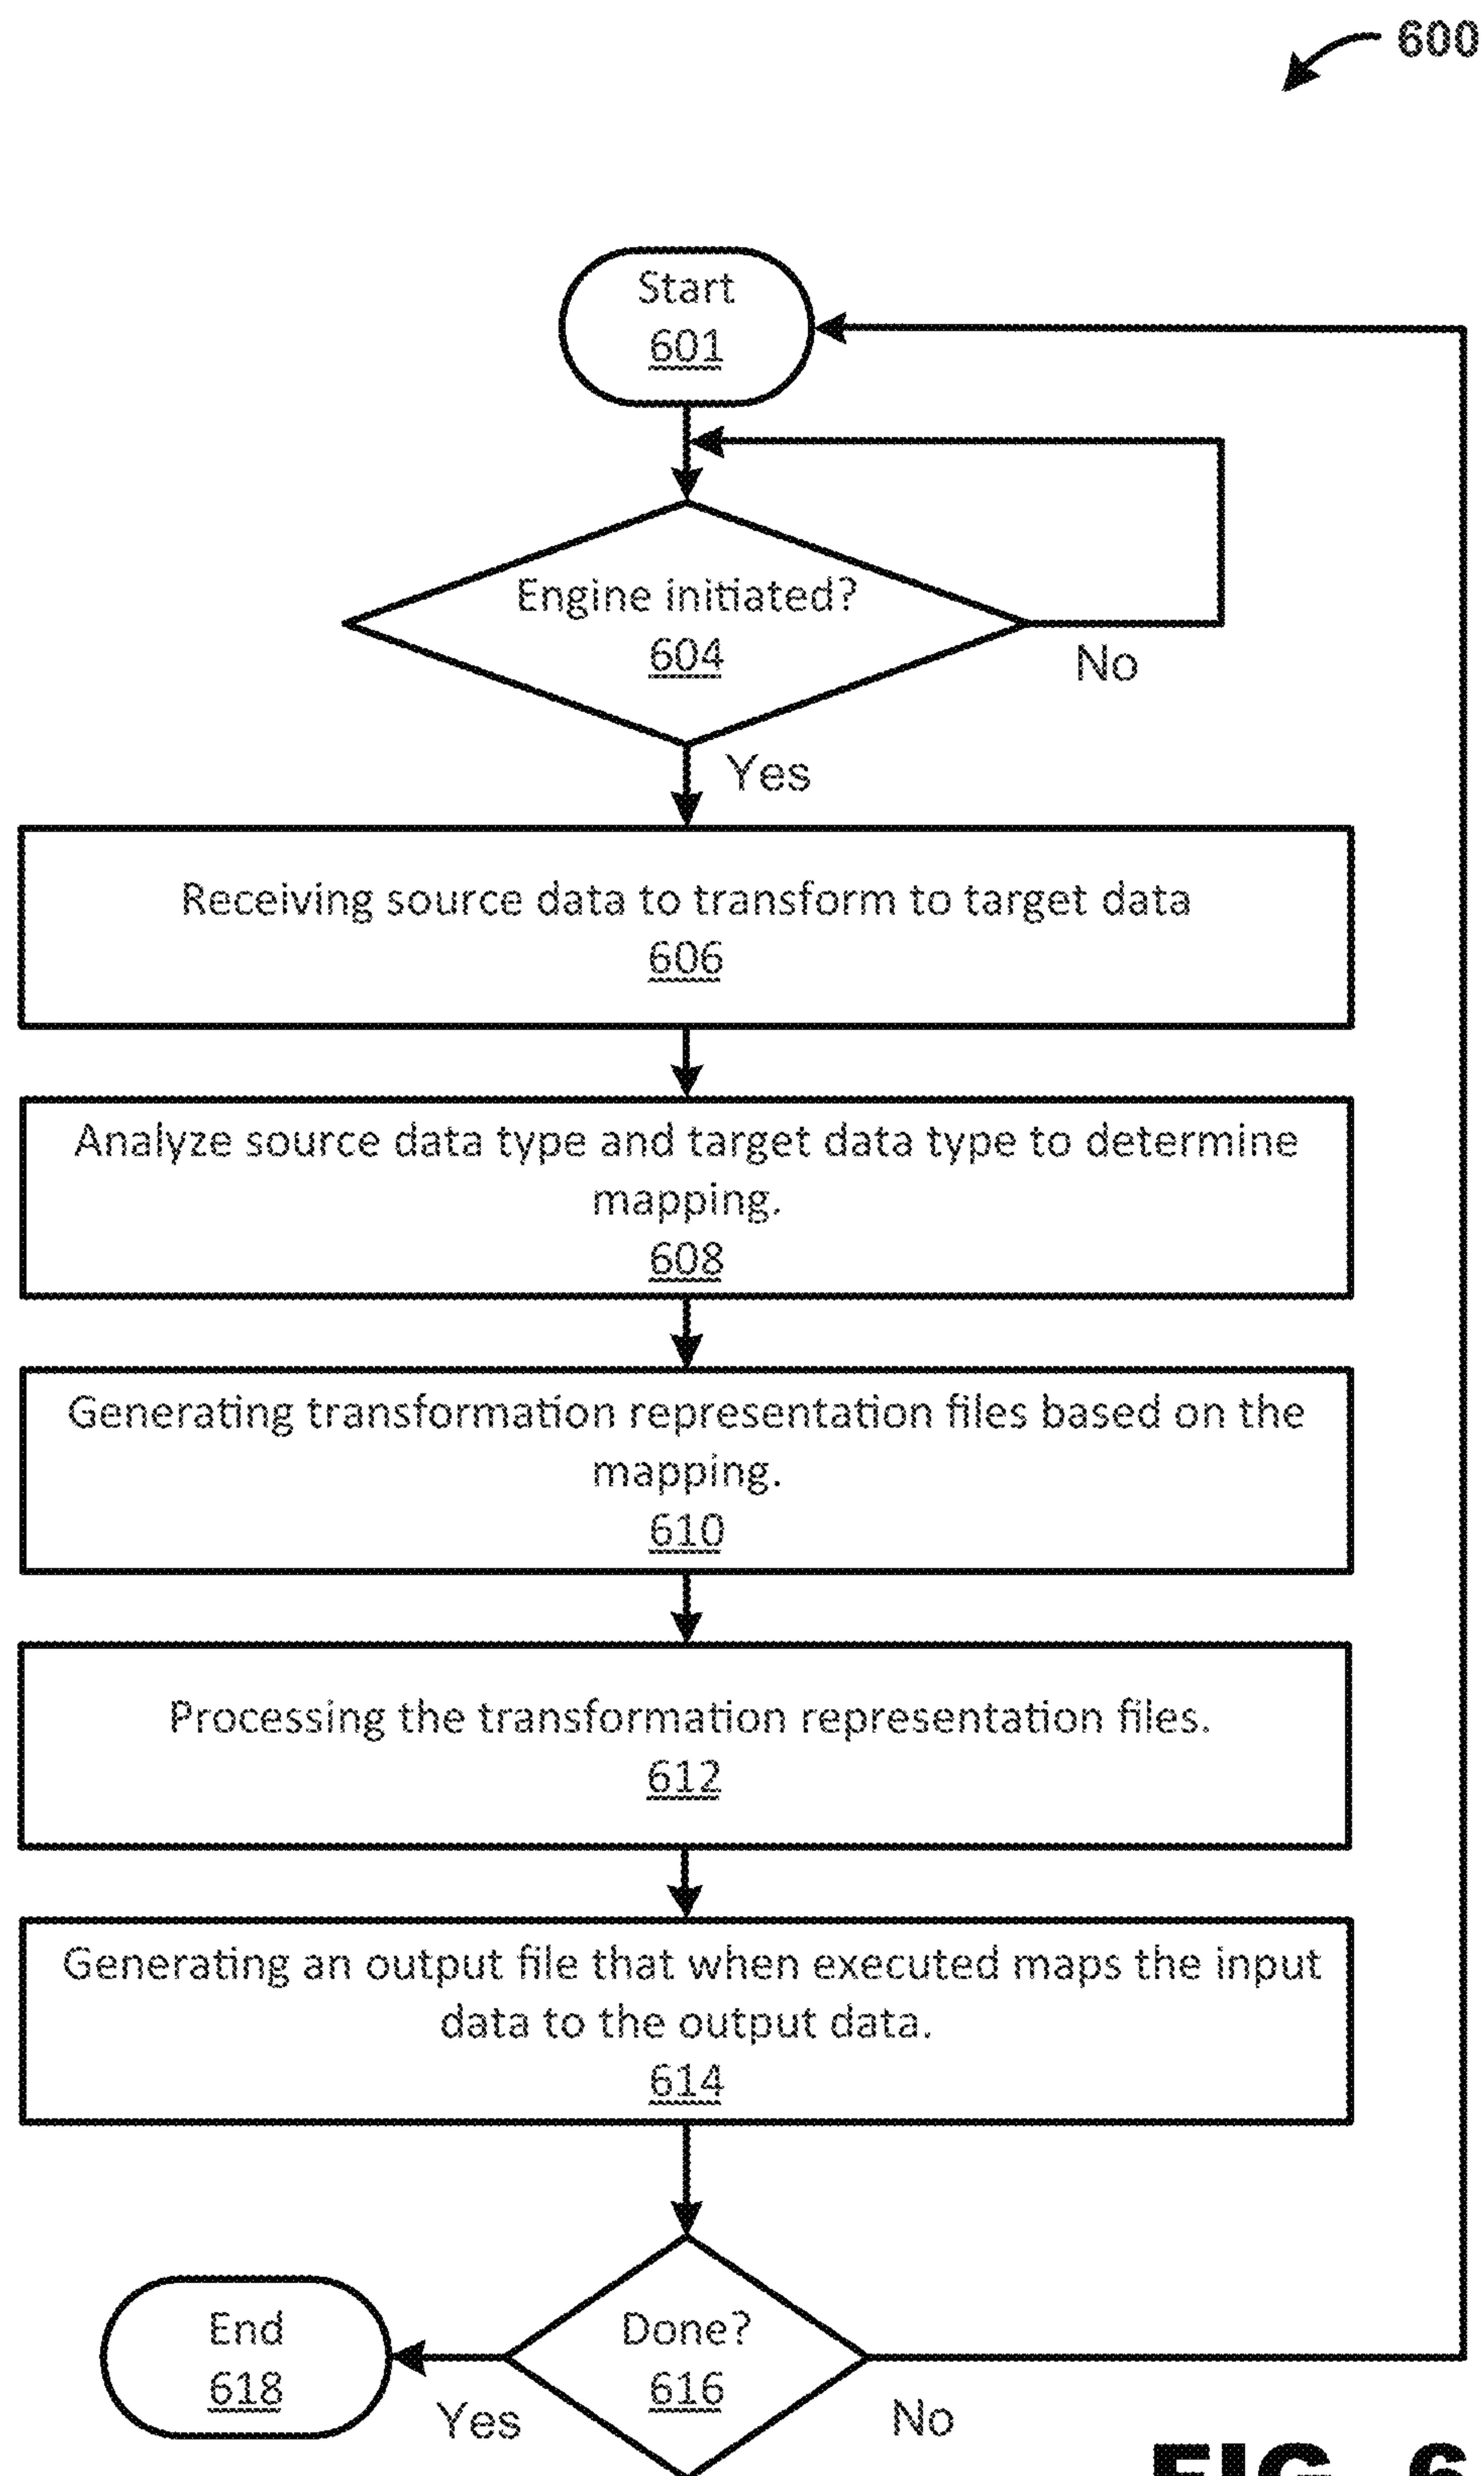 600
Start
601
Engine initiated?
604
No
Yes
Receiving source data to transform to target data
606
Analyze source data type and target data type to determine
mapping.
608
Generating transformation representation files based on the
mapping.
610
Processing the transformation representation files.
612
Generating an output file that when executed maps the input
data to the output data.
614
End
618
Done?
616
Yes
No
FIG. 6